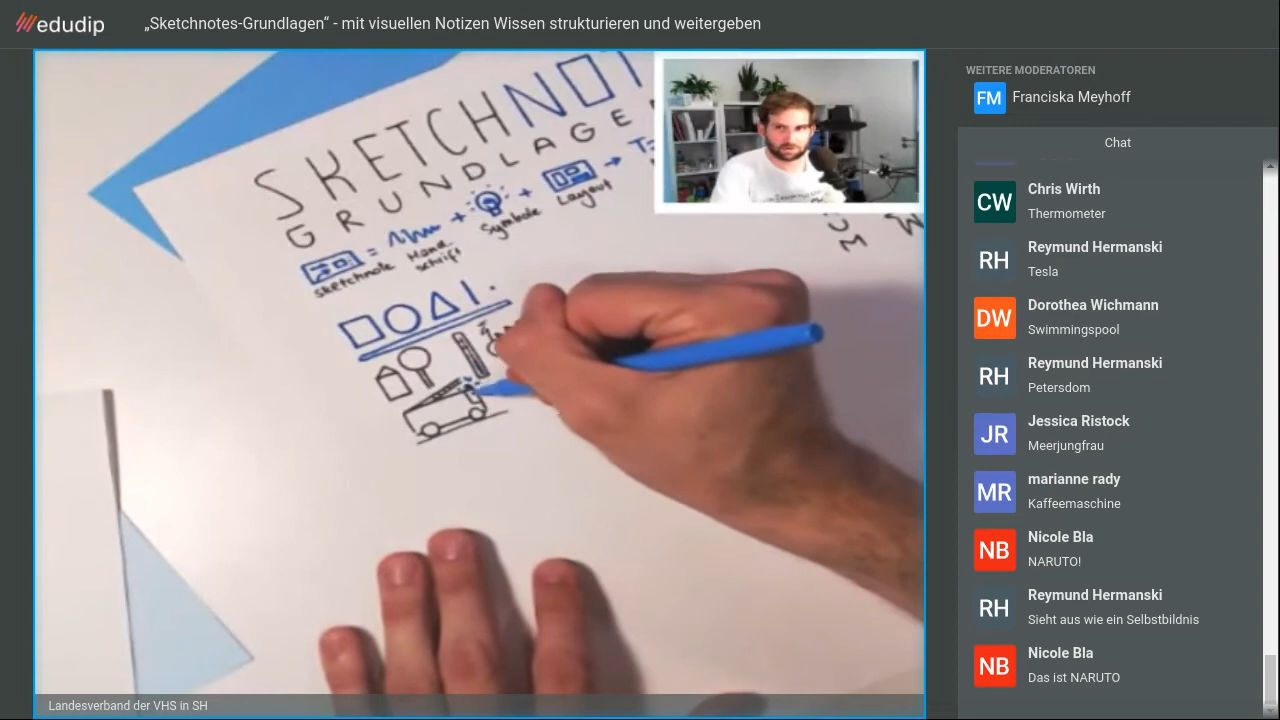 edudip
„Sketchnotes-Grundlagen“ - mit visuellen Notizen Wissen strukturieren und weitergeben
WEITERE MODERATOREN
FM Franciska Meyhoff
Chat
CW Chris Wirth
Thermometer
RH Reymund Hermanski
Tesla
DW Dorothea Wichmann
Swimmingspool
RH Reymund Hermanski
Petersdom
JR Jessica Ristock
Meerjungfrau
MR marianne rady
Kaffeemaschine
NB Nicole Bla
NARUTO!
RH Reymund Hermanski
Sieht aus wie ein Selbstbildnis
NB Nicole Bla
Das ist NARUTO
SKETCHNOT
GRUNDLAGE
sketchnote = Hand schrift + Symbole + Layout →
Landesverband der VHS in SH